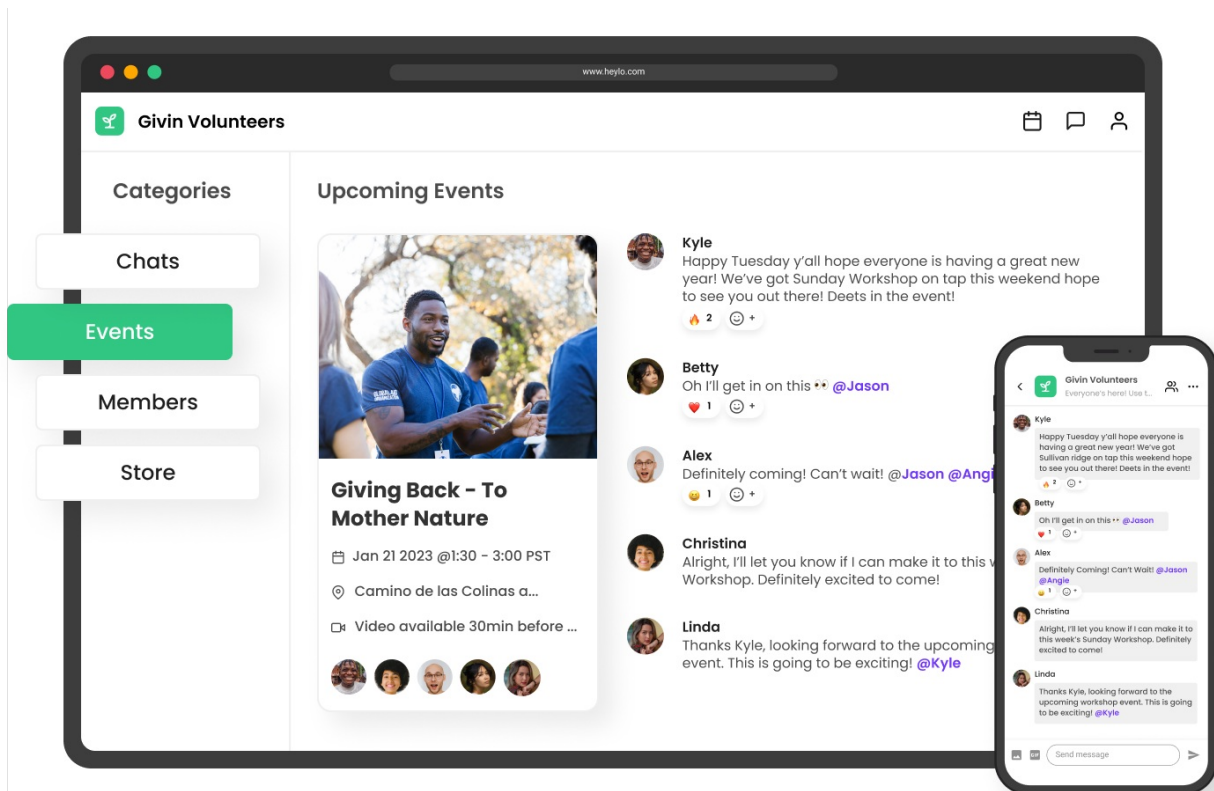 www.heylo.com
Givin Volunteers
Categories
Chats
Events
Members
Store
Upcoming Events
Giving Back – To
Mother Nature
Jan 21 2023 @1:30 - 3:00 PST
Camino de las Colinas a...
Video available 30min before ...
Kyle
Happy Tuesday y’all hope everyone is having a great new
year! We’ve got Sunday Workshop on tap this weekend hope
to see you out there! Deets in the event!
2
+
Betty
Oh I’ll get in on this 👀 @Jason
1
+
Alex
Definitely coming! Can’t wait! @Jason @Angi
1
+
Christina
Alright, I’ll let you know if I can make it to this
Workshop. Definitely excited to come!
Linda
Thanks Kyle, looking forward to the upcoming
event. This is going to be exciting! @Kyle
Givin Volunteers
Everyone's here! Use t...
Kyle
Happy Tuesday y'all hope everyone is
having a great new year! We've got
Sullivan ridge on tap this weekend hope
to see you out there! Deets in the event!
2
+
Betty
Oh I'll get in on this 👀 @Jason
1
+
Alex
Definitely Coming! Can't Wait! @Jason
@Angie
1
+
Christina
Alright, I'll let you know if I can make it to
this week's Sunday Workshop. Definitely
excited to come!
Linda
Thanks Kyle, looking forward to the
upcoming workshop event. This is going
to be exciting! @Kyle
GIF
Send message